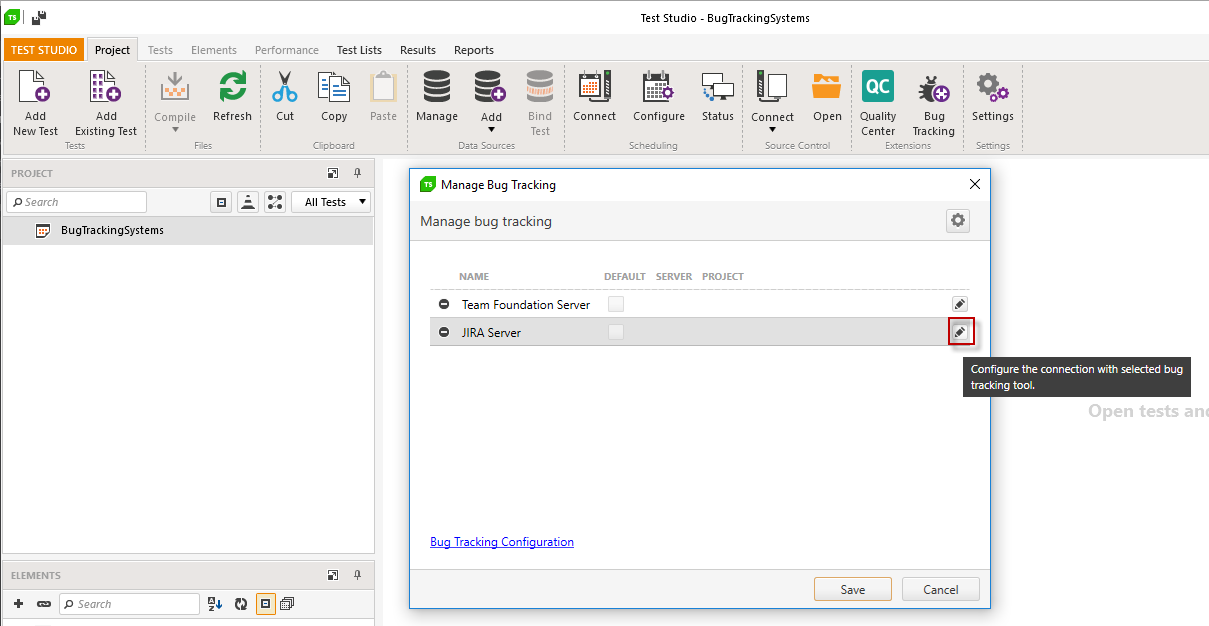 TS
Test Studio - BugTrackingSystems
TEST STUDIO Project Tests Elements Performance Test Lists Results Reports
Add New Test
Add Existing Test
Tests
Compile
Refresh
Files
Cut
Copy
Paste
Clipboard
Manage
Add
Bind Test
Data Sources
Connect
Configure
Status
Scheduling
Connect
Open
Source Control
QC
Quality Center
Bug Tracking
Extensions
Settings
Settings
PROJECT
Search
All Tests
BugTrackingSystems
TS Manage Bug Tracking
Manage bug tracking
NAME DEFAULT SERVER PROJECT
Team Foundation Server
JIRA Server
Configure the connection with selected bug
tracking tool.
Open tests and
Bug Tracking Configuration
Save Cancel
ELEMENTS
Search
A
Z